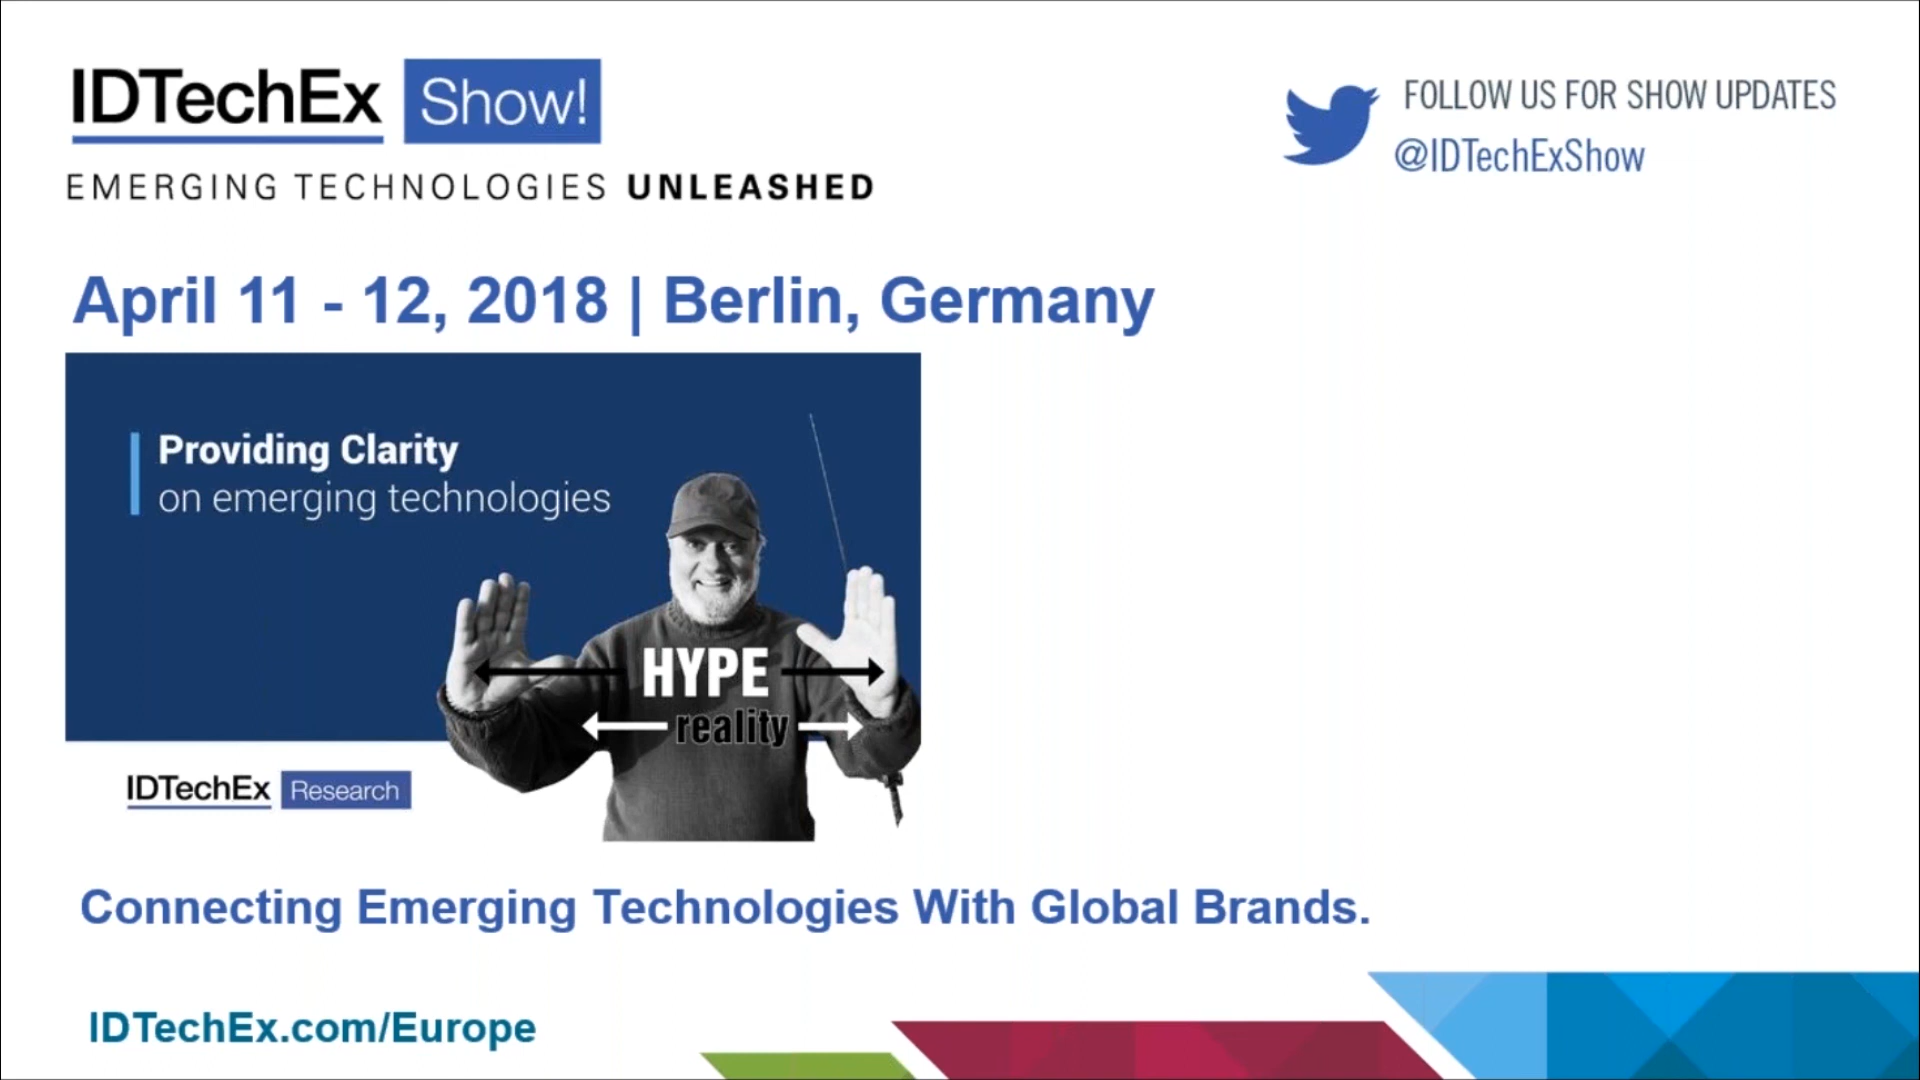 IDTechEx Show!
EMERGING TECHNOLOGIES UNLEASHED
FOLLOW US FOR SHOW UPDATES
@IDTechExShow
April 11 - 12, 2018 | Berlin, Germany
Providing Clarity
on emerging technologies
HYPE
reality
IDTechEx Research
Connecting Emerging Technologies With Global Brands.
IDTechEx.com/Europe